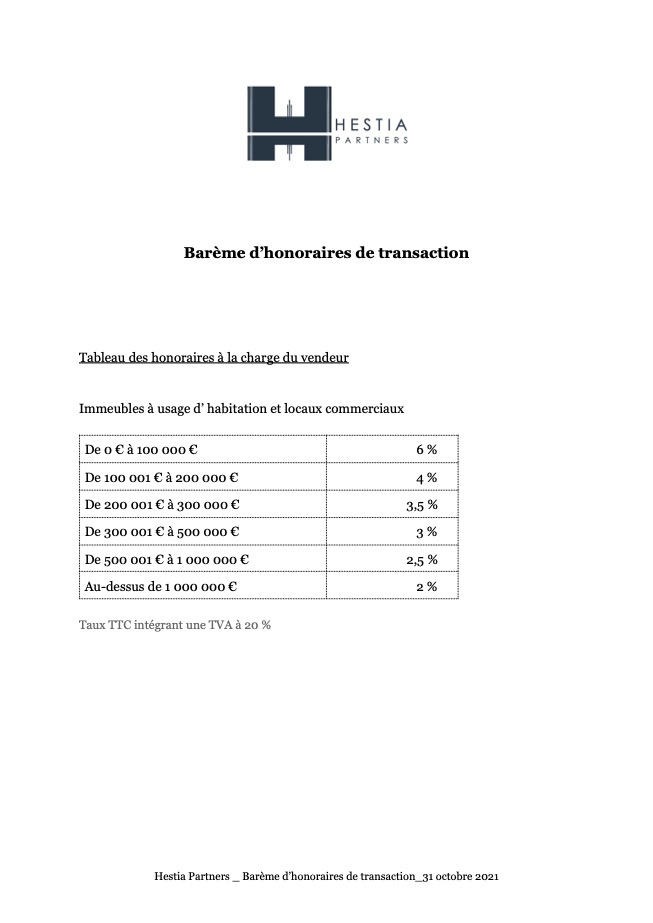 HESTIA
PARTNERS
Barème d'honoraires de transaction
Tableau des honoraires à la charge du vendeur
Immeubles à usage d' habitation et locaux commerciaux
De 0 € à 100 000 € 6 %
De 100 001 € à 200 000 € 4 %
De 200 001 € à 300 000 € 3,5 %
De 300 001 € à 500 000 € 3 %
De 500 001 € à 1 000 000 € 2,5 %
Au-dessus de 1 000 000 € 2 %
Taux TTC intégrant une TVA à 20 %
Hestia Partners _ Barème d'honoraires de transaction_31 octobre 2021